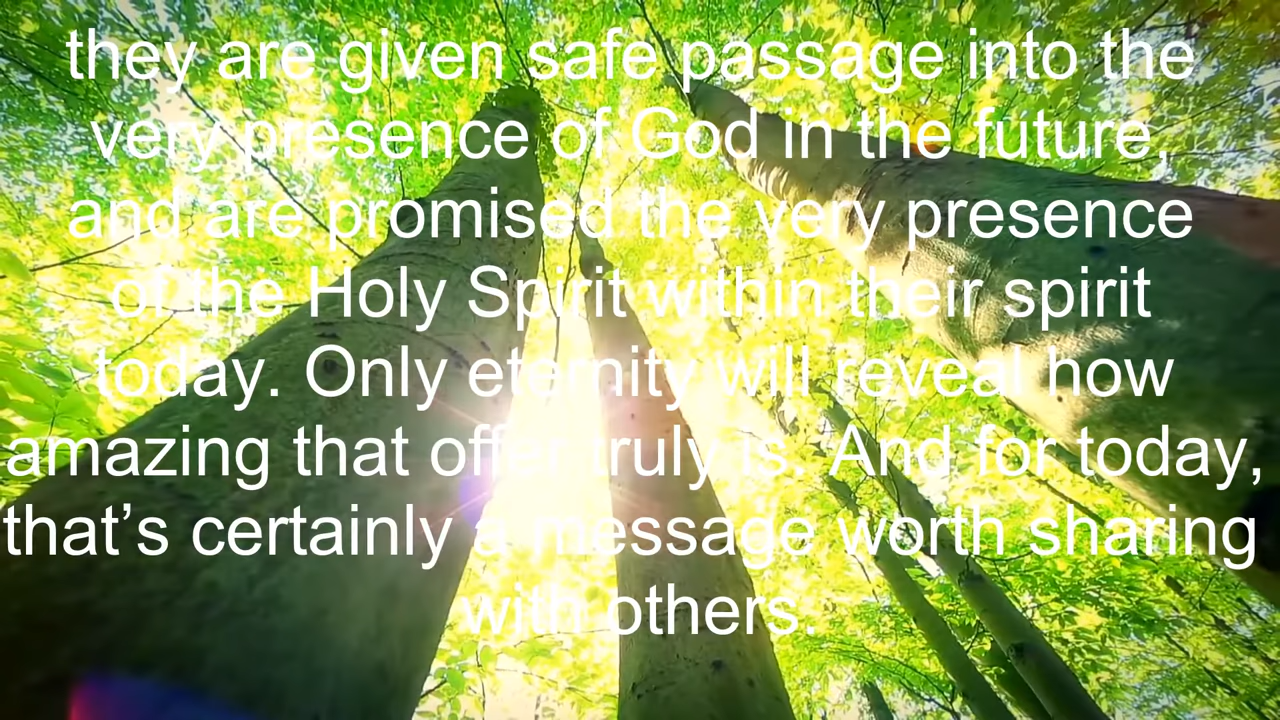 they are given safe passage into the
very presence of God in the future,
and are promised the very presence
of the Holy Spirit within their spirit
today. Only eternity will reveal how
amazing that offer truly is. And for today,
that’s certainly a message worth sharing
with others.